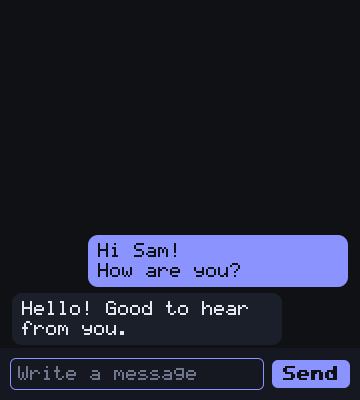 Hi Sam!
How are you?
Hello! Good to hear
from you.
Write a message
Send